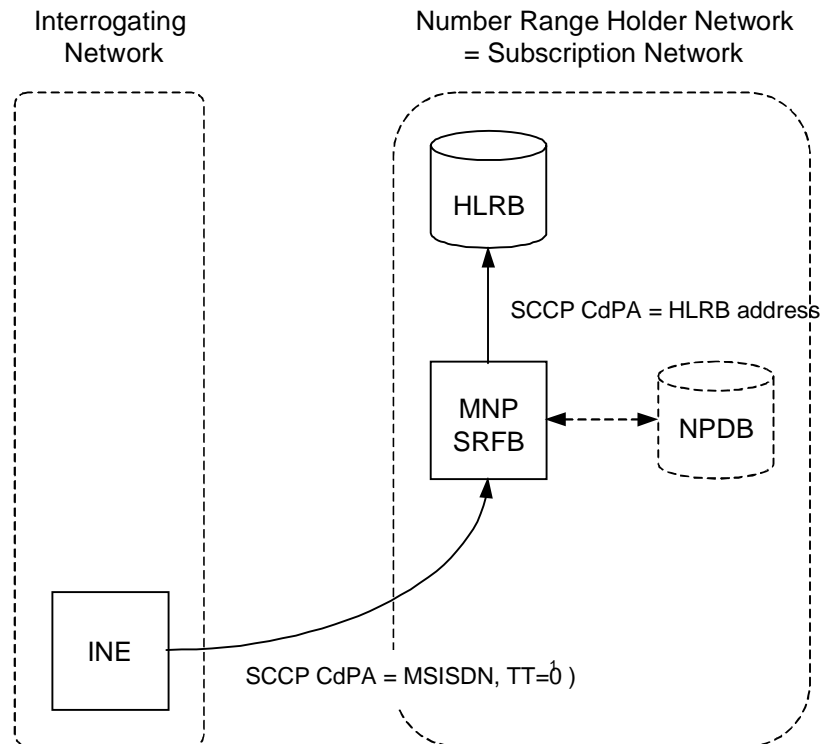 Interrogating
Network
Number Range Holder Network
= Subscription Network
HLRB
SCCP CdPA = HLRB address
MNP
SRFB
NPDB
INE
SCCP CdPA = MSISDN, TT=0 1)